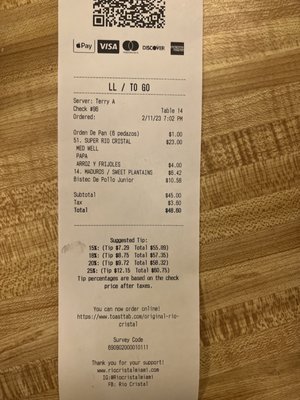 Pay VISA mastercard DISCOVER AMERICAN EXPRESS
LL / TO GO
Server: Terry A
Check #98 Table 14
Ordered: 2/11/23 7:02 PM
Orden De Pan (6 pedazos) $1.00
51. SUPER RIO CRISTAL $23.00
MED WELL
PAPA
ARROZ Y FRIJOLES $4.00
14. MADUROS / SWEET PLANTAINS $6.42
Bistec De Pollo Junior $10.58
Subtotal $45.00
Tax $3.60
Total $48.60
Suggested Tip:
15%: (Tip $7.29 Total $55.89)
18%: (Tip $8.75 Total $57.35)
20%: (Tip $9.72 Total $58.32)
25%: (Tip $12.15 Total $60.75)
Tip percentages are based on the check
price after taxes.
You can now order online!
https://www.toasttab.com/original-rio-
cristal
Survey Code
690802000010111
Thank you for your support!
www.riocristalmiami.com
IG:@Riocristalmiami
FB: Rio Cristal